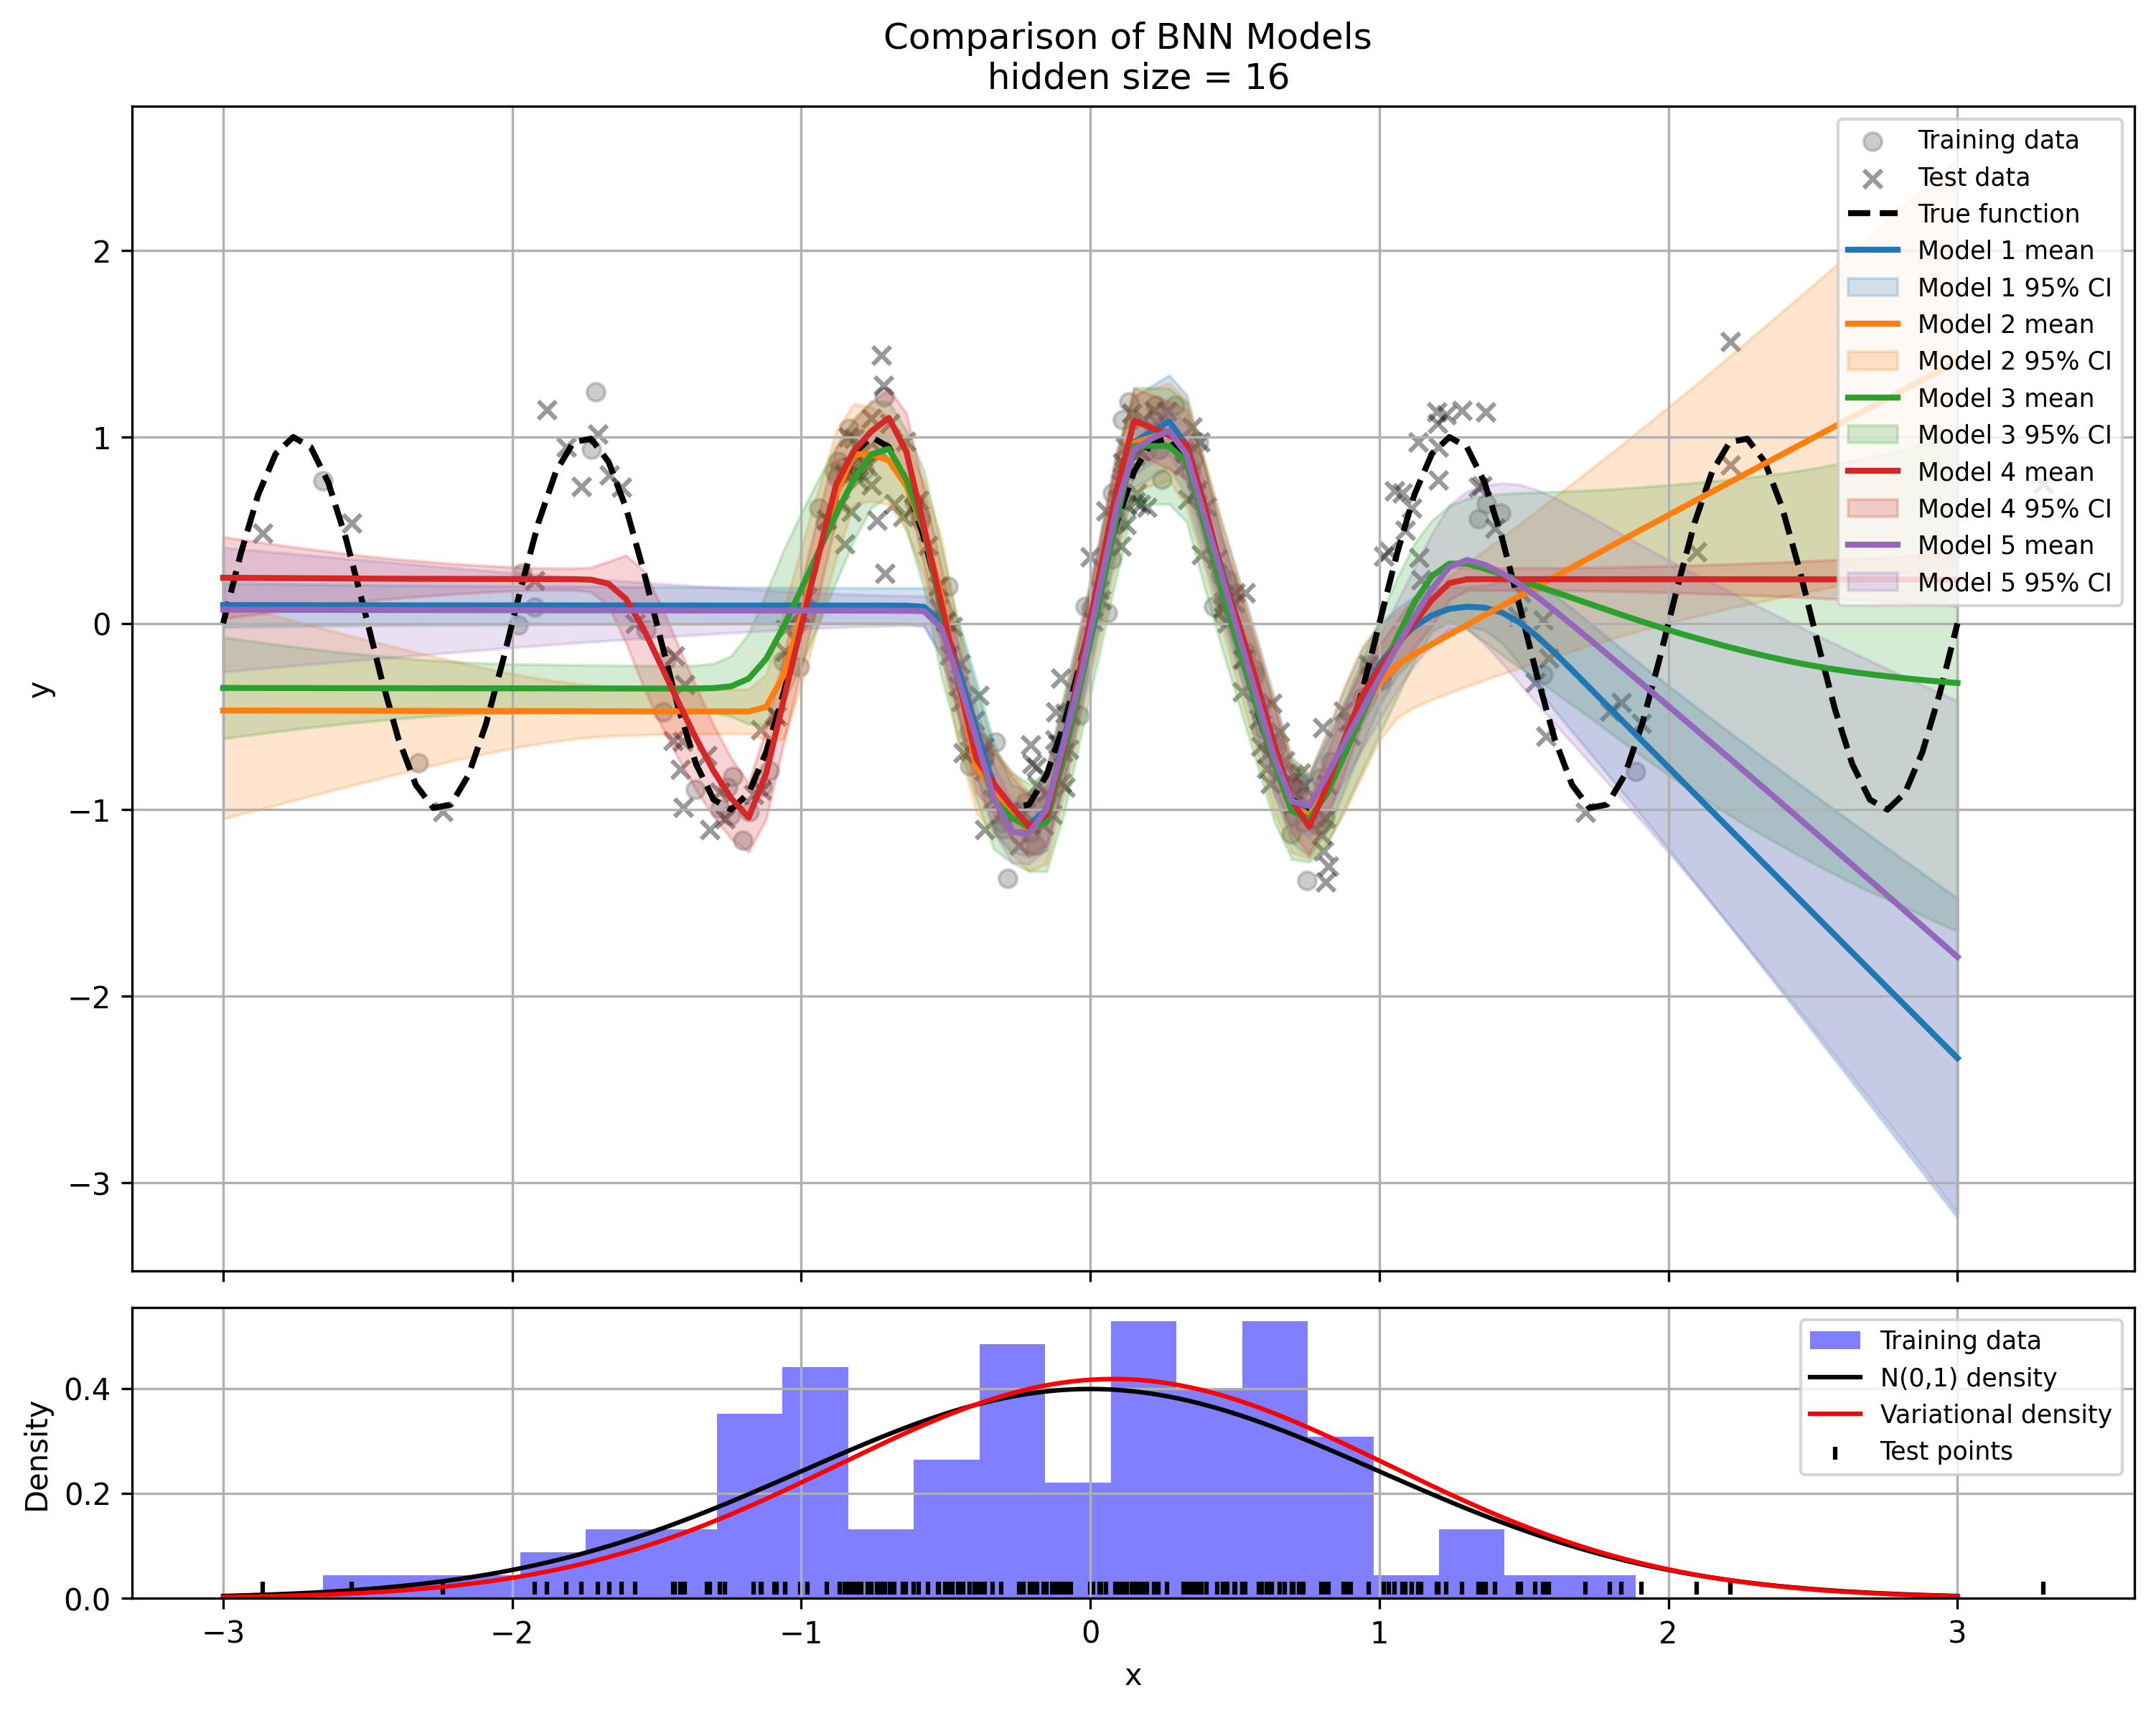 Comparison of BNN Models
hidden size = 16
Training data
Test data
True function
Model 1 mean
Model 1 95% CI
Model 2 mean
Model 2 95% CI
Model 3 mean
Model 3 95% CI
Model 4 mean
Model 4 95% CI
Model 5 mean
Model 5 95% CI
2
1
0
−1
−2
−3
y
Training data
N(0,1) density
Variational density
Test points
0.4
0.2
0.0
Density
−3 −2 −1 0 1 2 3
x